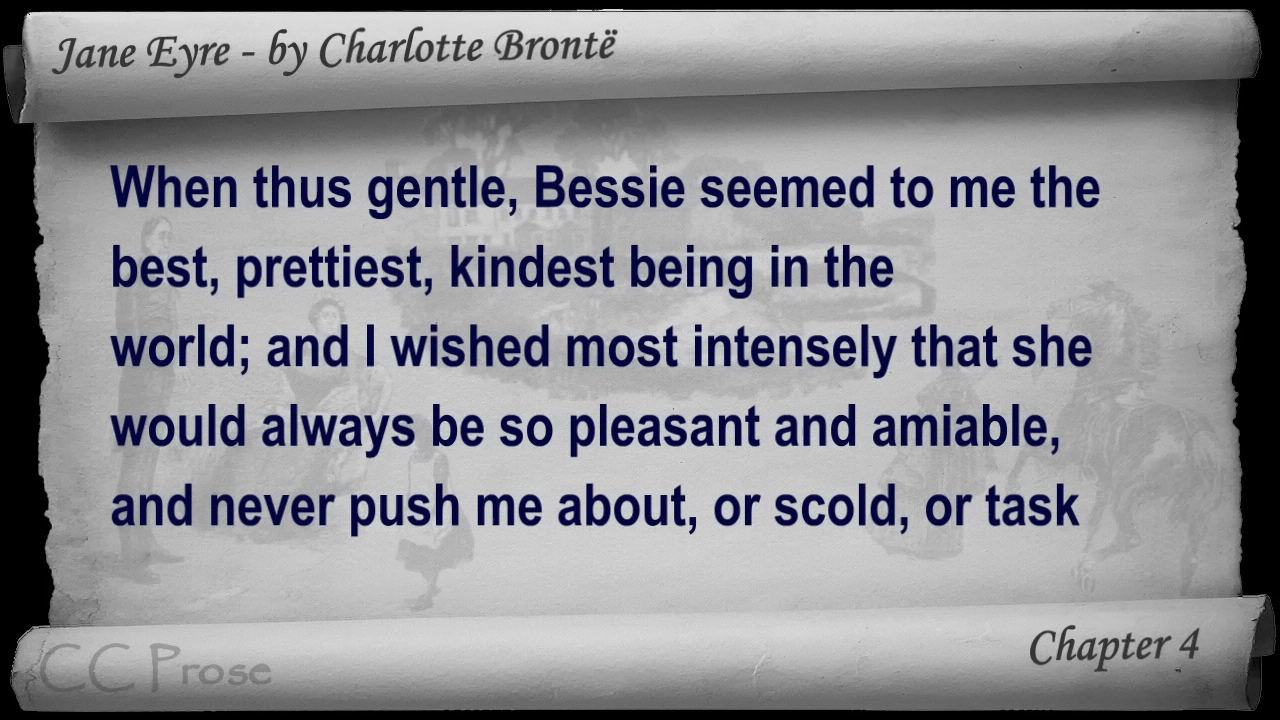 Jane Eyre - by Charlotte Brontë
When thus gentle, Bessie seemed to me the
best, prettiest, kindest being in the
world; and I wished most intensely that she
would always be so pleasant and amiable,
and never push me about, or scold, or task
Chapter 4
CC Prose